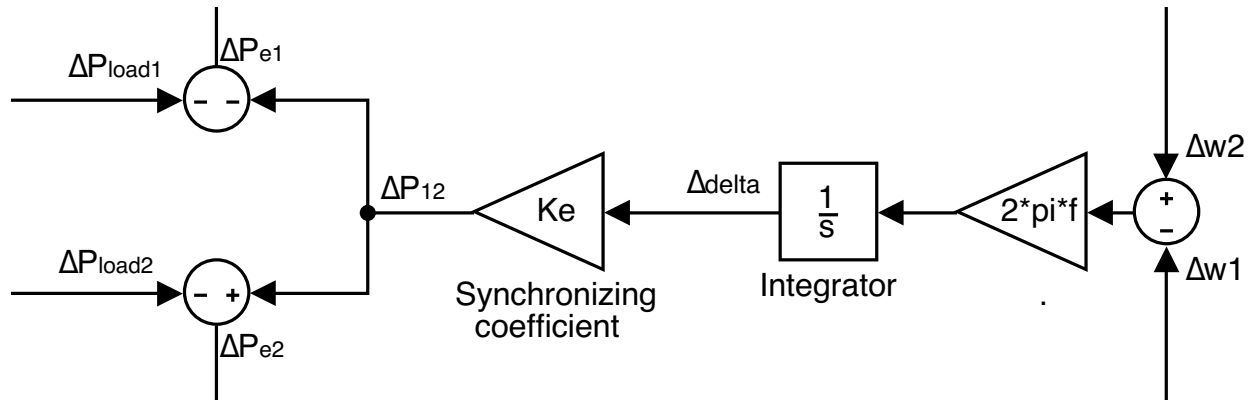 ΔPe1
ΔPload1
- -
Δw2
ΔP12
Δdelta
Ke
1
s
2*pi*f
+
-
ΔPload2
- +
Δw1
Integrator
Synchronizing
coefficient
.
ΔPe2